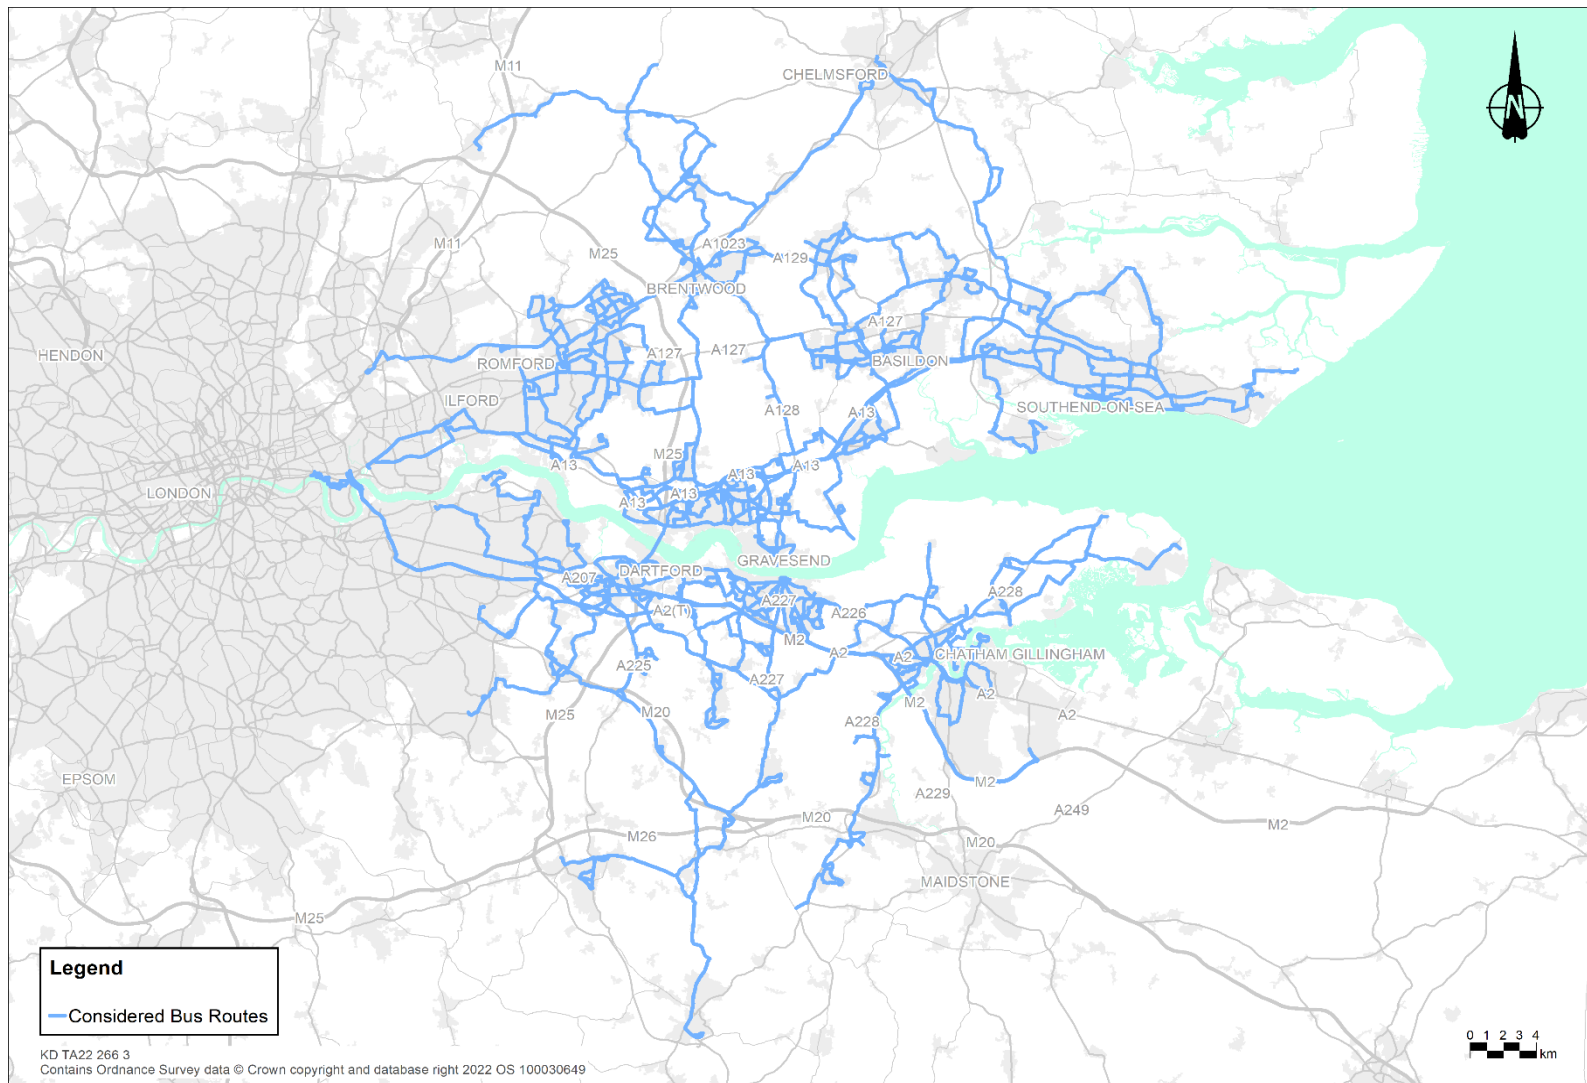 M11
CHELMSFORD
N
M11
A1023
M25
A129
BRENTWOOD
A127
HENDON
ROMFORD
A127
A127
BASILDON
ILFORD
A128
A13
SOUTHEND-ON-SEA
M25
A13
A13
A13
LONDON
A13
A13
GRAVESEND
DARTFORD
A207
A228
A227
A2(T)
A226
M2
A2
A2
CHATHAM GILLINGHAM
A225
A227
A2
M2
M25
M20
A228
A2
EPSOM
M2
A229
A249
M20
M2
M26
M20
MAIDSTONE
M25
Legend
Considered Bus Routes
0 1 2 3 4
km
KD TA22 266 3
Contains Ordnance Survey data © Crown copyright and database right 2022 OS 100030649